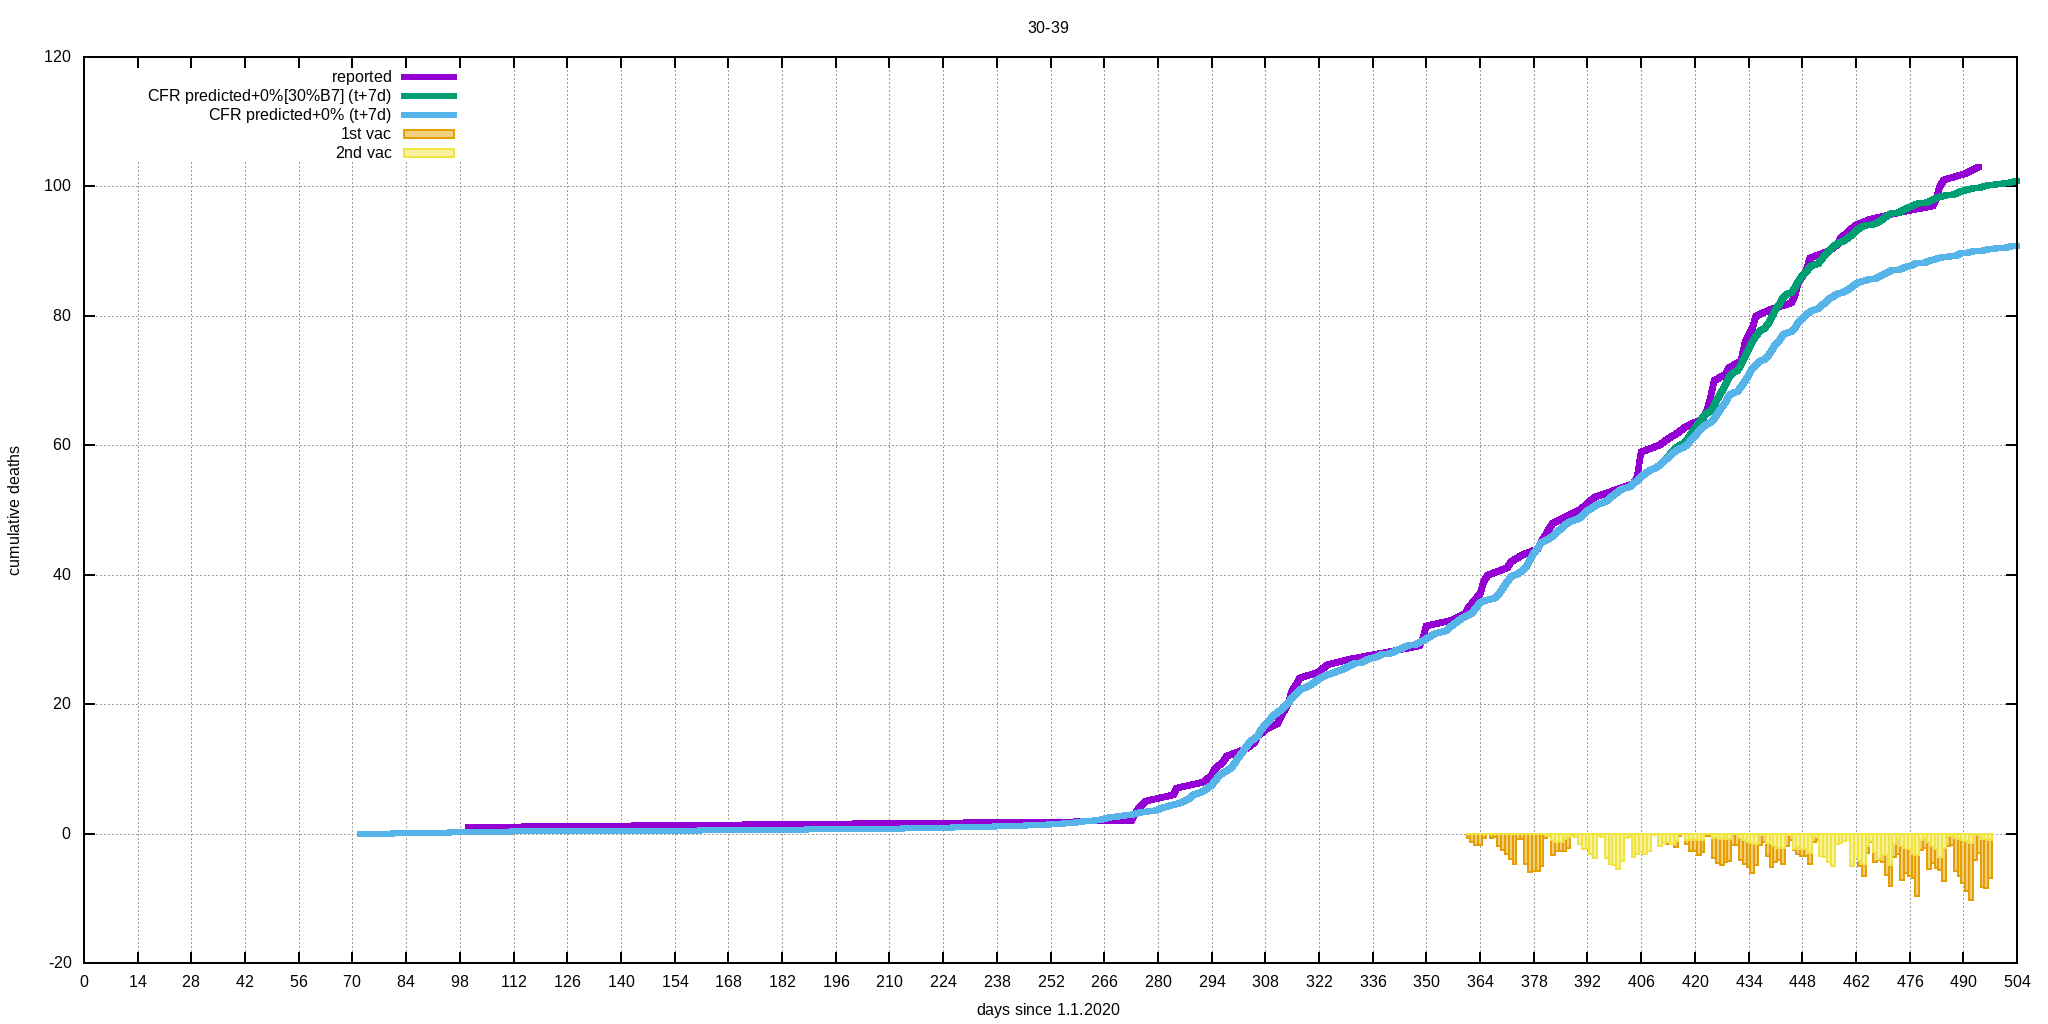 30-39
120
100
80
60
40
20
0
-20
cumulative deaths
reported
CFR predicted+0%[30%B7] (t+7d)
CFR predicted+0% (t+7d)
1st vac
2nd vac
0 14 28 42 56 70 84 98 112 126 140 154 168 182 196 210 224 238 252 266 280 294 308 322 336 350 364 378 392 406 420 434 448 462 476 490 504
days since 1.1.2020